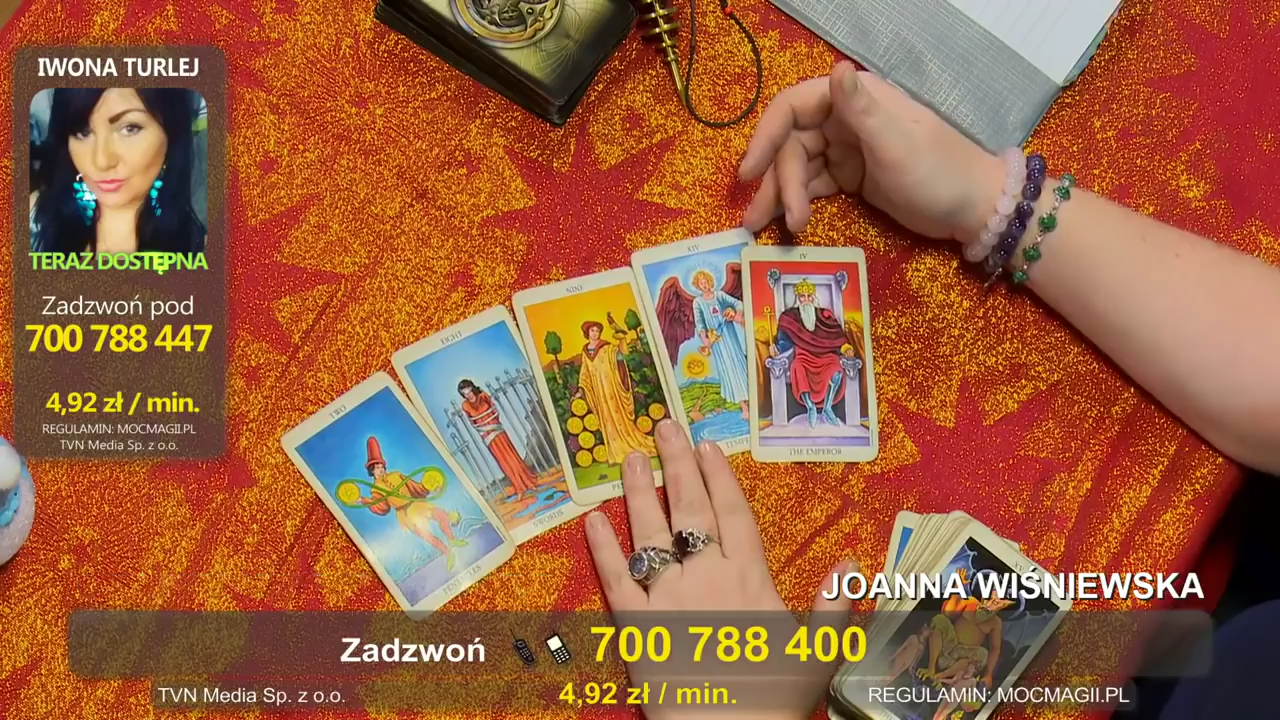 IWONA TURLEJ
TERAZ DOSTĘPNA
Zadzwoń pod
700 788 447
4,92 zł / min.
REGULAMIN: MOCMAGII.PL
TVN Media Sp. z o.o.
TWO
EIGHT
SWORDS
NINE
XIV
IV
THE EMPEROR
JOANNA WIŚNIEWSKA
Zadzwoń 700 788 400
TVN Media Sp. z o.o. 4,92 zł / min. REGULAMIN: MOCMAGII.PL